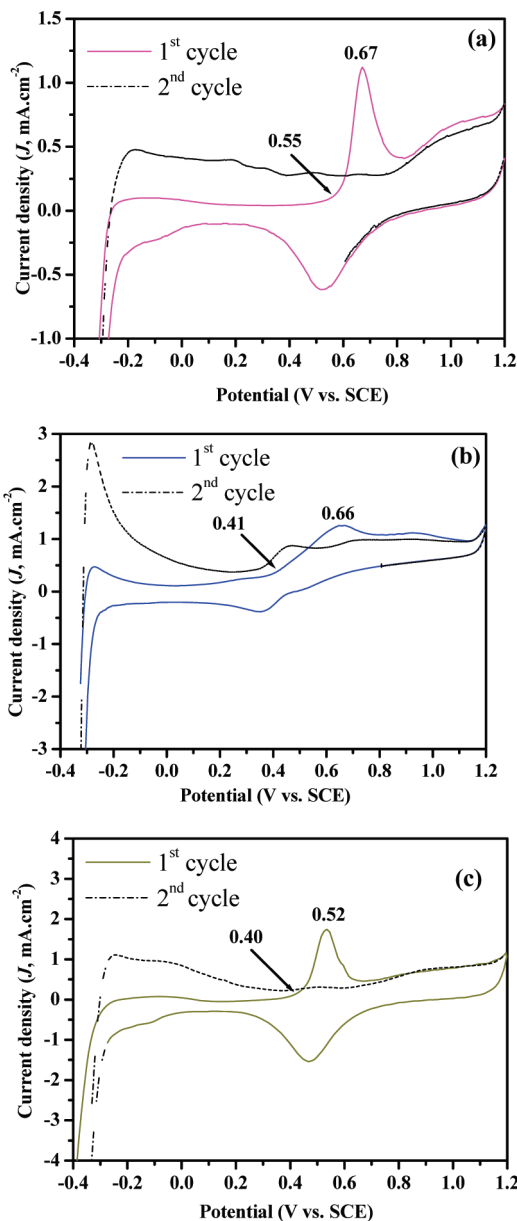 (a)
1st cycle
2nd cycle
0.67
0.55
1.5
1.0
0.5
0.0
-0.5
-1.0
Current density (J, mA.cm-2)
-0.4 -0.2 0.0 0.2 0.4 0.6 0.8 1.0 1.2
Potential (V vs. SCE)
(b)
1st cycle
2nd cycle
0.41
0.66
3
2
1
0
-1
-2
-3
Current density (J, mA.cm-2)
-0.4 -0.2 0.0 0.2 0.4 0.6 0.8 1.0 1.2
Potential (V vs. SCE)
(c)
1st cycle
2nd cycle
0.52
0.40
4
3
2
1
0
-1
-2
-3
-4
Current density (J, mA.cm-2)
-0.4 -0.2 0.0 0.2 0.4 0.6 0.8 1.0 1.2
Potential (V vs. SCE)